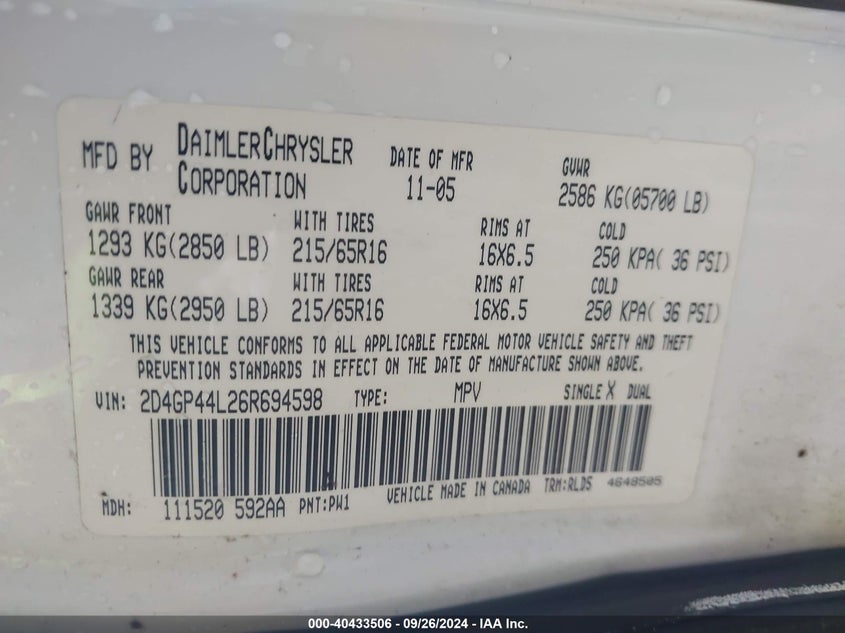 MFD BY DAIMLERCHRYSLER CORPORATION DATE OF MFR 11-05 GVWR 2586 KG(05700 LB)
GAWR FRONT WITH TIRES RIMS AT COLD
1293 KG(2850 LB) 215/65R16 16X6.5 250 KPA( 36 PSI)
GAWR REAR WITH TIRES RIMS AT COLD
1339 KG(2950 LB) 215/65R16 16X6.5 250 KPA( 36 PSI)
THIS VEHICLE CONFORMS TO ALL APPLICABLE FEDERAL MOTOR VEHICLE SAFETY AND THEFT
PREVENTION STANDARDS IN EFFECT ON THE DATE OF MANUFACTURE SHOWN ABOVE.
VIN: 2D4GP44L26R694598 TYPE: MPV SINGLE X DUAL
MDH: 111520 592AA PNT:PW1 VEHICLE MADE IN CANADA TRM:RLD5 4648505
000-40433506 - 09/26/2024 - IAA Inc.